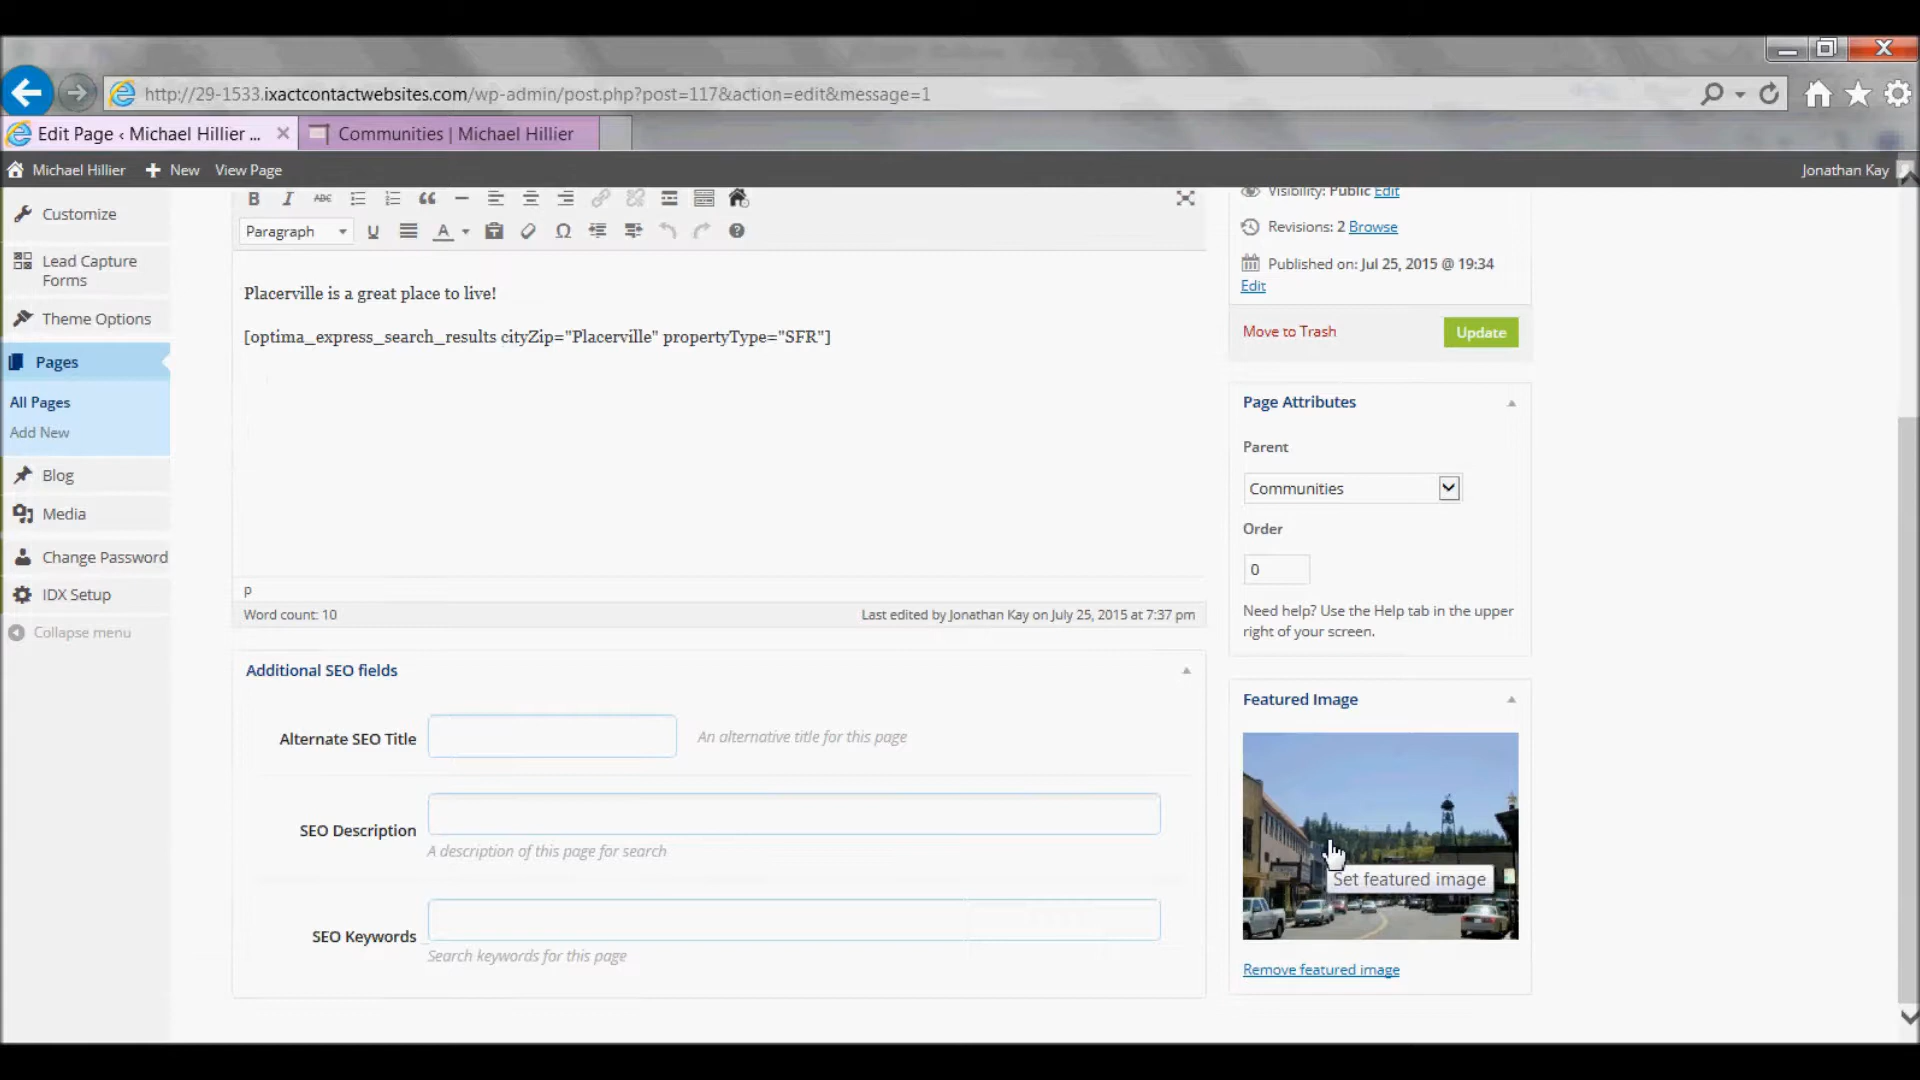 http://29-1533.ixactcontactwebsites.com/wp-admin/post.php?post=117&action=edit&message=1
Edit Page ‹ Michael Hillier ...
Communities | Michael Hillier
Michael Hillier
New
View Page
Jonathan Kay
Customize
Lead Capture
Forms
Theme Options
Pages
All Pages
Add New
Blog
Media
Change Password
IDX Setup
Collapse menu
B I ABC
Paragraph
U A
Placerville is a great place to live!
[optima_express_search_results cityZip="Placerville" propertyType="SFR"]
p
Word count: 10
Last edited by Jonathan Kay on July 25, 2015 at 7:37 pm
Additional SEO fields
Alternate SEO Title
An alternative title for this page
SEO Description
A description of this page for search
SEO Keywords
Search keywords for this page
Visibility: Public Edit
Revisions: 2 Browse
Published on: Jul 25, 2015 @ 19:34
Edit
Move to Trash
Update
Page Attributes
Parent
Communities
Order
0
Need help? Use the Help tab in the upper
right of your screen.
Featured Image
Set featured image
Remove featured image